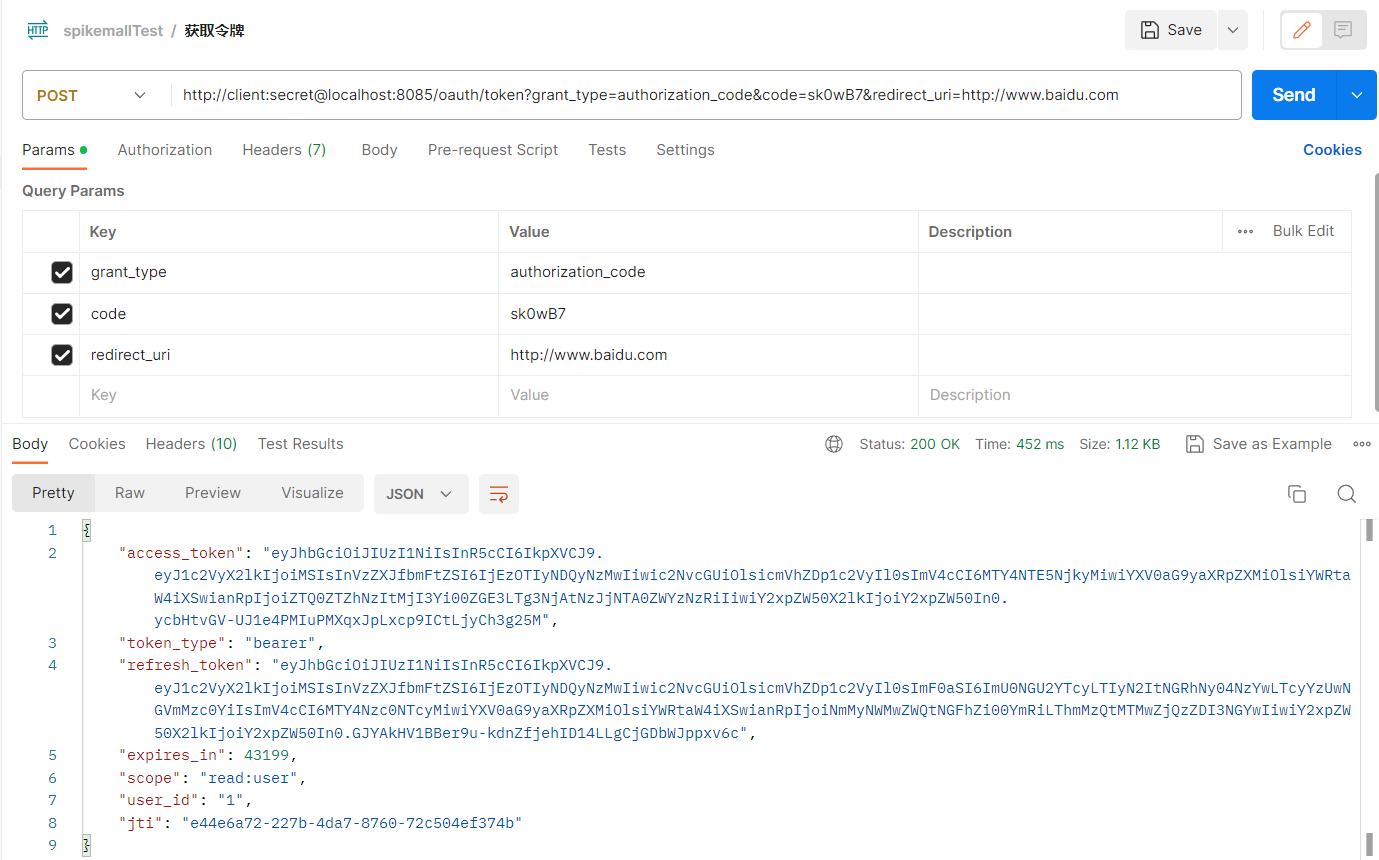 HTTP spikemallTest / 获取令牌 Save
POST http://client:secret@localhost:8085/oauth/token?grant_type=authorization_code&code=sk0wB7&redirect_uri=http://www.baidu.com Send
Params Authorization Headers (7) Body Pre-request Script Tests Settings Cookies
Query Params
Key Value Description ••• Bulk Edit
grant_type authorization_code
code sk0wB7
redirect_uri http://www.baidu.com
Key Value Description
Body Cookies Headers (10) Test Results Status: 200 OK Time: 452 ms Size: 1.12 KB Save as Example •••
Pretty Raw Preview Visualize JSON
1 {
2 "access_token": "eyJhbGciOiJIUzI1NiIsInR5cCI6IkpXVCJ9.
eyJ1c2VyX2lkIjoiMSIsInVzZXJfbmFtZSI6IjEzOTIyNDQyNzMwIiwic2NvcGUiOlsicmVhZDp1c2VyIl0sImV4cCI6MTY4NTE5NjkyMiwiYXV0aG9yaXRpZXMiOlsiYWRta
W4iXSwianRpIjoiZTQ0ZTZhNzItMjI3Yi00ZGE3LTg3NjAtNzJjNTA0ZWYzNzRiIiwiY2xpZW50X2lkIjoiY2xpZW50In0.
ycbHtvGV-UJ1e4PMIuPMXqxJpLxcp9ICtLjyCh3g25M",
3 "token_type": "bearer",
4 "refresh_token": "eyJhbGciOiJIUzI1NiIsInR5cCI6IkpXVCJ9.
eyJ1c2VyX2lkIjoiMSIsInVzZXJfbmFtZSI6IjEzOTIyNDQyNzMwIiwic2NvcGUiOlsicmVhZDp1c2VyIl0sImF0aSI6ImU0NGU2YTcyLTIyN2ItNGRhNy04NzYwLTcyYzUwN
GVmMzc0YiIsImV4cCI6MTY4Nzc0NTcyMiwiYXV0aG9yaXRpZXMiOlsiYWRtaW4iXSwianRpIjoiNmMyNWMwZWQtNGFhZi00YmRiLThmMzQtMTMwZjQzZDI3NGYwIiwiY2xpZW
50X2lkIjoiY2xpZW50In0.GJYAkHV1BBer9u-kdnZfjehID14LLgCjGDbWJppxv6c",
5 "expires_in": 43199,
6 "scope": "read:user",
7 "user_id": "1",
8 "jti": "e44e6a72-227b-4da7-8760-72c504ef374b"
9 }